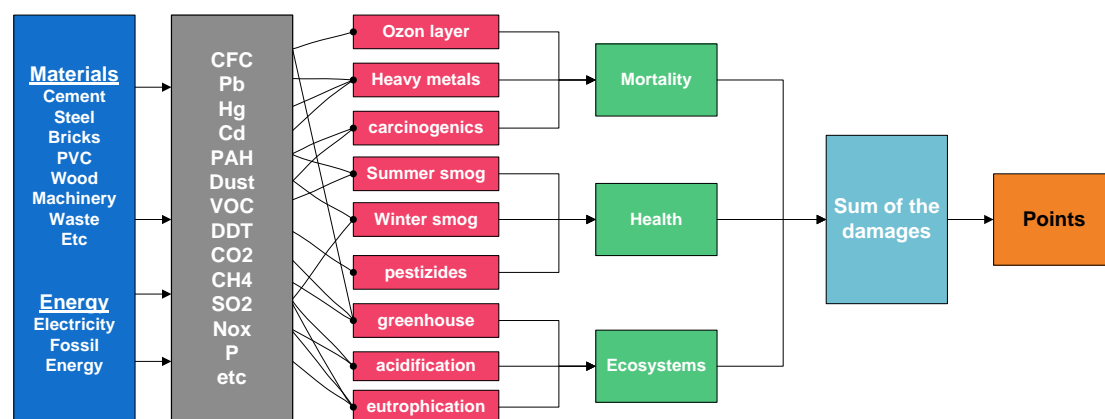 Materials
Cement
Steel
Bricks
PVC
Wood
Machinery
Waste
Etc
Energy
Electricity
Fossil
Energy
CFC
Pb
Hg
Cd
PAH
Dust
VOC
DDT
CO2
CH4
SO2
Nox
P
etc
Ozon layer
Heavy metals
carcinogenics
Summer smog
Winter smog
pestizides
greenhouse
acidification
eutrophication
Mortality
Health
Ecosystems
Sum of the
damages
Points